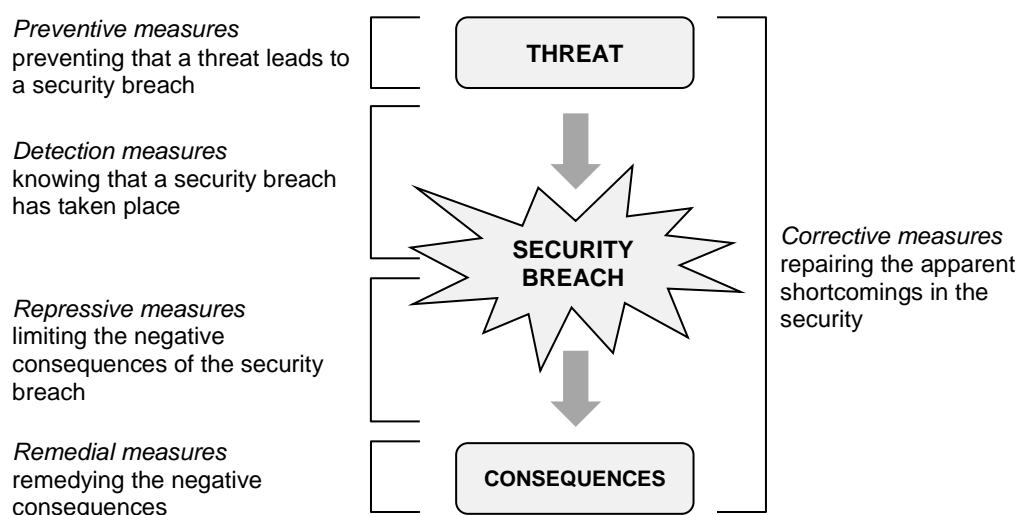 Preventive measures
preventing that a threat leads to
a security breach
THREAT
Detection measures
knowing that a security breach
has taken place
SECURITY
BREACH
Corrective measures
repairing the apparent
shortcomings in the
security
Repressive measures
limiting the negative
consequences of the security
breach
Remedial measures
remedying the negative
consequences
CONSEQUENCES